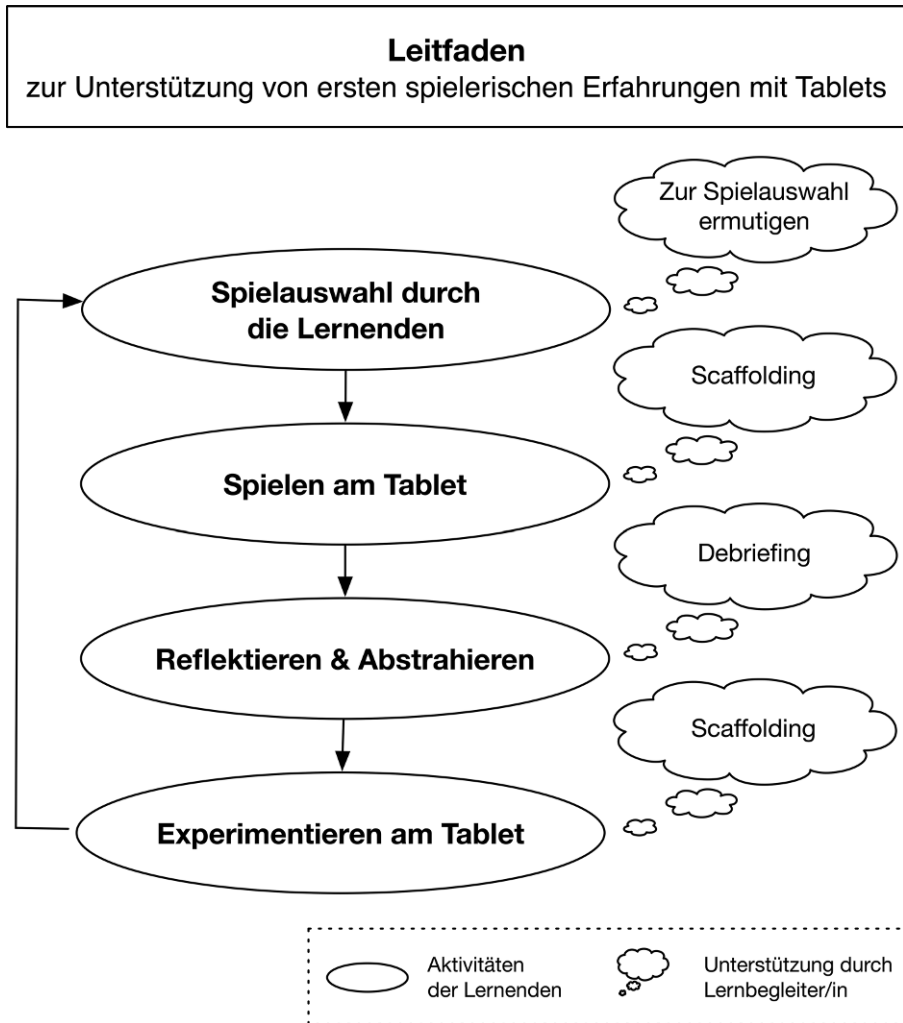 Leitfaden
zur Unterstützung von ersten spielerischen Erfahrungen mit Tablets
Zur Spielauswahl
ermutigen
Spielauswahl durch
die Lernenden
Scaffolding
Spielen am Tablet
Debriefing
Reflektieren & Abstrahieren
Scaffolding
Experimentieren am Tablet
Aktivitäten
der Lernenden
Unterstützung durch
Lernbegleiter/in